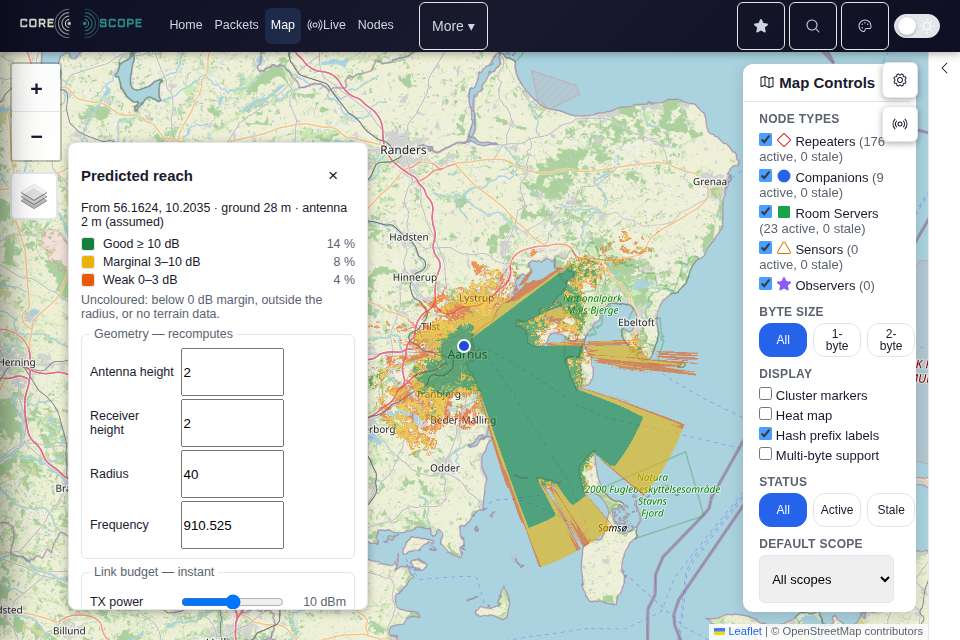 CORE SCOPE
Home Packets Map Live Nodes More ▾
+
−
Predicted reach ×
From 56.1624, 10.2035 · ground 28 m · antenna
2 m (assumed)
Good ≥ 10 dB 14 %
Marginal 3–10 dB 8 %
Weak 0–3 dB 4 %
Uncoloured: below 0 dB margin, outside the
radius, or no terrain data.
Geometry — recomputes
Antenna height 2
Receiver
height 2
Radius 40
Frequency 910.525
Link budget — instant
TX power 10 dBm
Map Controls
NODE TYPES
Repeaters (176
active, 0 stale)
Companions (9
active, 0 stale)
Room Servers
(23 active, 0 stale)
Sensors (0
active, 0 stale)
Observers (0)
BYTE SIZE
All
1-
byte
2-
byte
DISPLAY
Cluster markers
Heat map
Hash prefix labels
Multi-byte support
STATUS
All Active Stale
DEFAULT SCOPE
All scopes
Randers
Grenaa
Hadsten
Hinnerup
Lystrup
Nationalpark
Mols Bjerge
Ebeltoft
Tilst
Aarhus
Tranbjerg
Beder-Malling
Odder
Natura
2000 Fuglebeskyttelsesområde
Stavns
Fjord
Samsø
Herning
Billund
Leaflet | © OpenStreetMap contributors